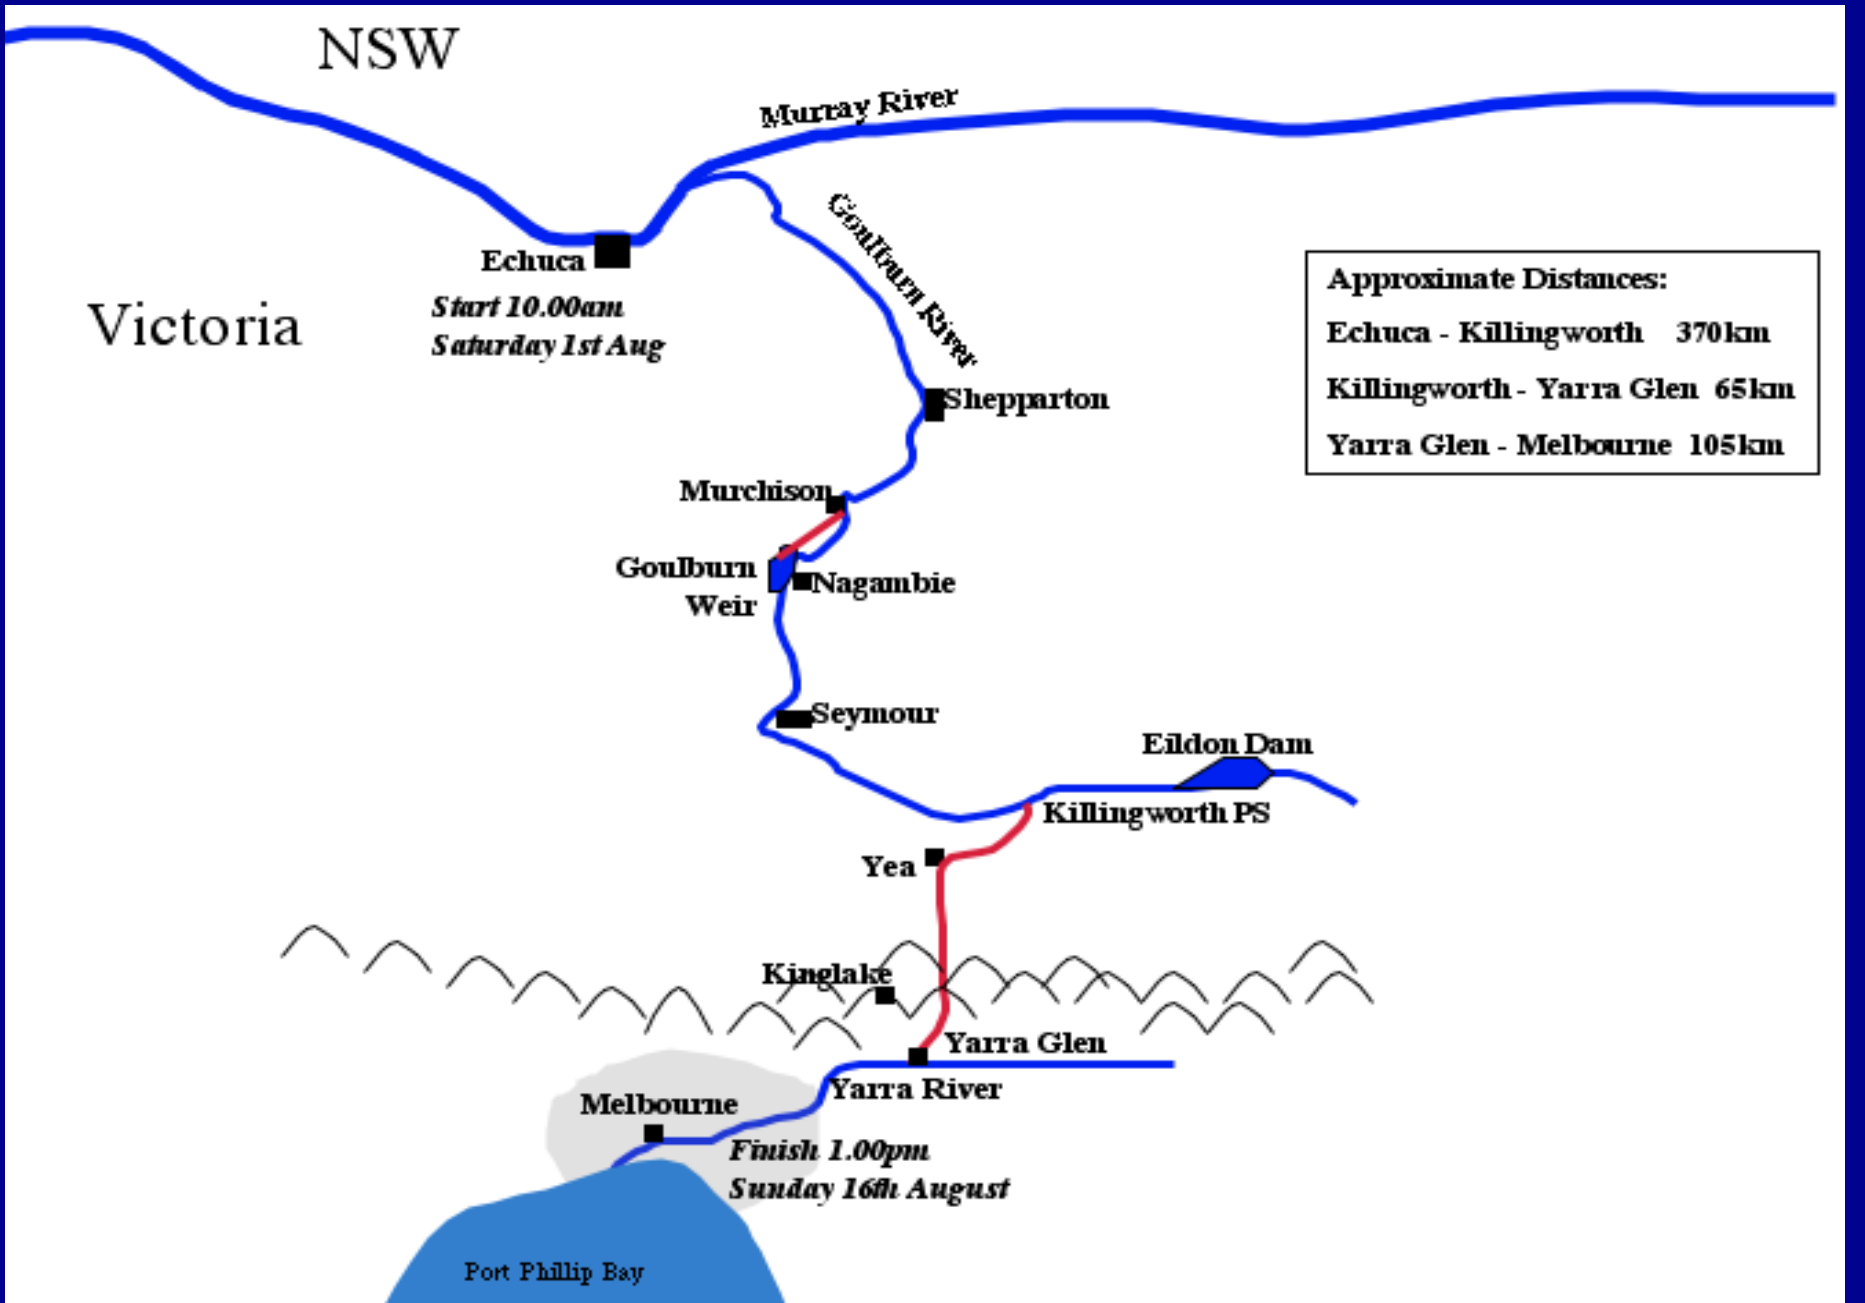 NSW
Murray River
Goulburn River
Echuca
Start 10.00am
Saturday 1st Aug
Victoria
Approximate Distances:
Echuca - Killingworth 370km
Killingworth - Yarra Glen 65km
Yarra Glen - Melbourne 105km
Shepparton
Murchison
Goulburn
Weir
Nagambie
Seymour
Eildon Dam
Killingworth PS
Yea
Kinglake
Yarra Glen
Yarra River
Melbourne
Finish 1.00pm
Sunday 16th August
Port Phillip Bay